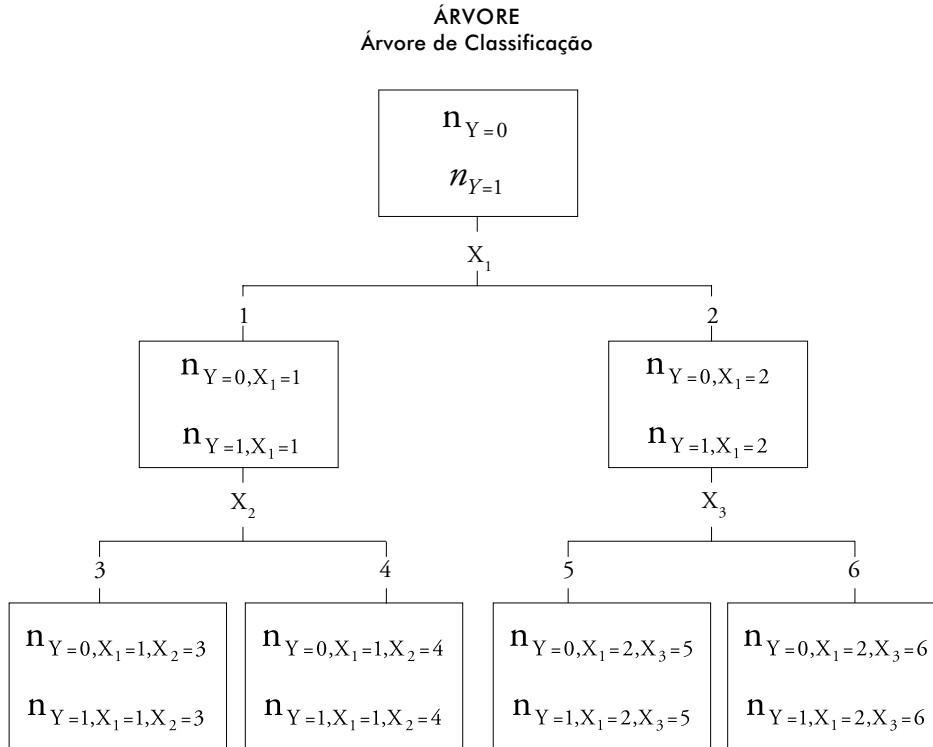 ÁRVORE
Árvore de Classificação
n Y=0
n Y=1
X1
1 2
n Y=0,X1=1 n Y=0,X1=2
n Y=1,X1=1 n Y=1,X1=2
X2 X3
3 4 5 6
n Y=0,X1=1,X2=3 n Y=0,X1=1,X2=4 n Y=0,X1=2,X3=5 n Y=0,X1=2,X3=6
n Y=1,X1=1,X2=3 n Y=1,X1=1,X2=4 n Y=1,X1=2,X3=5 n Y=1,X1=2,X3=6